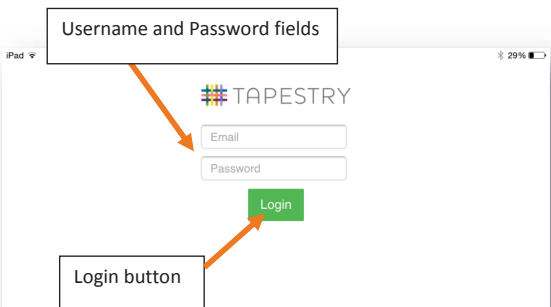 Username and Password fields
iPad
29%
TAPESTRY
Email
Password
Login
Login button